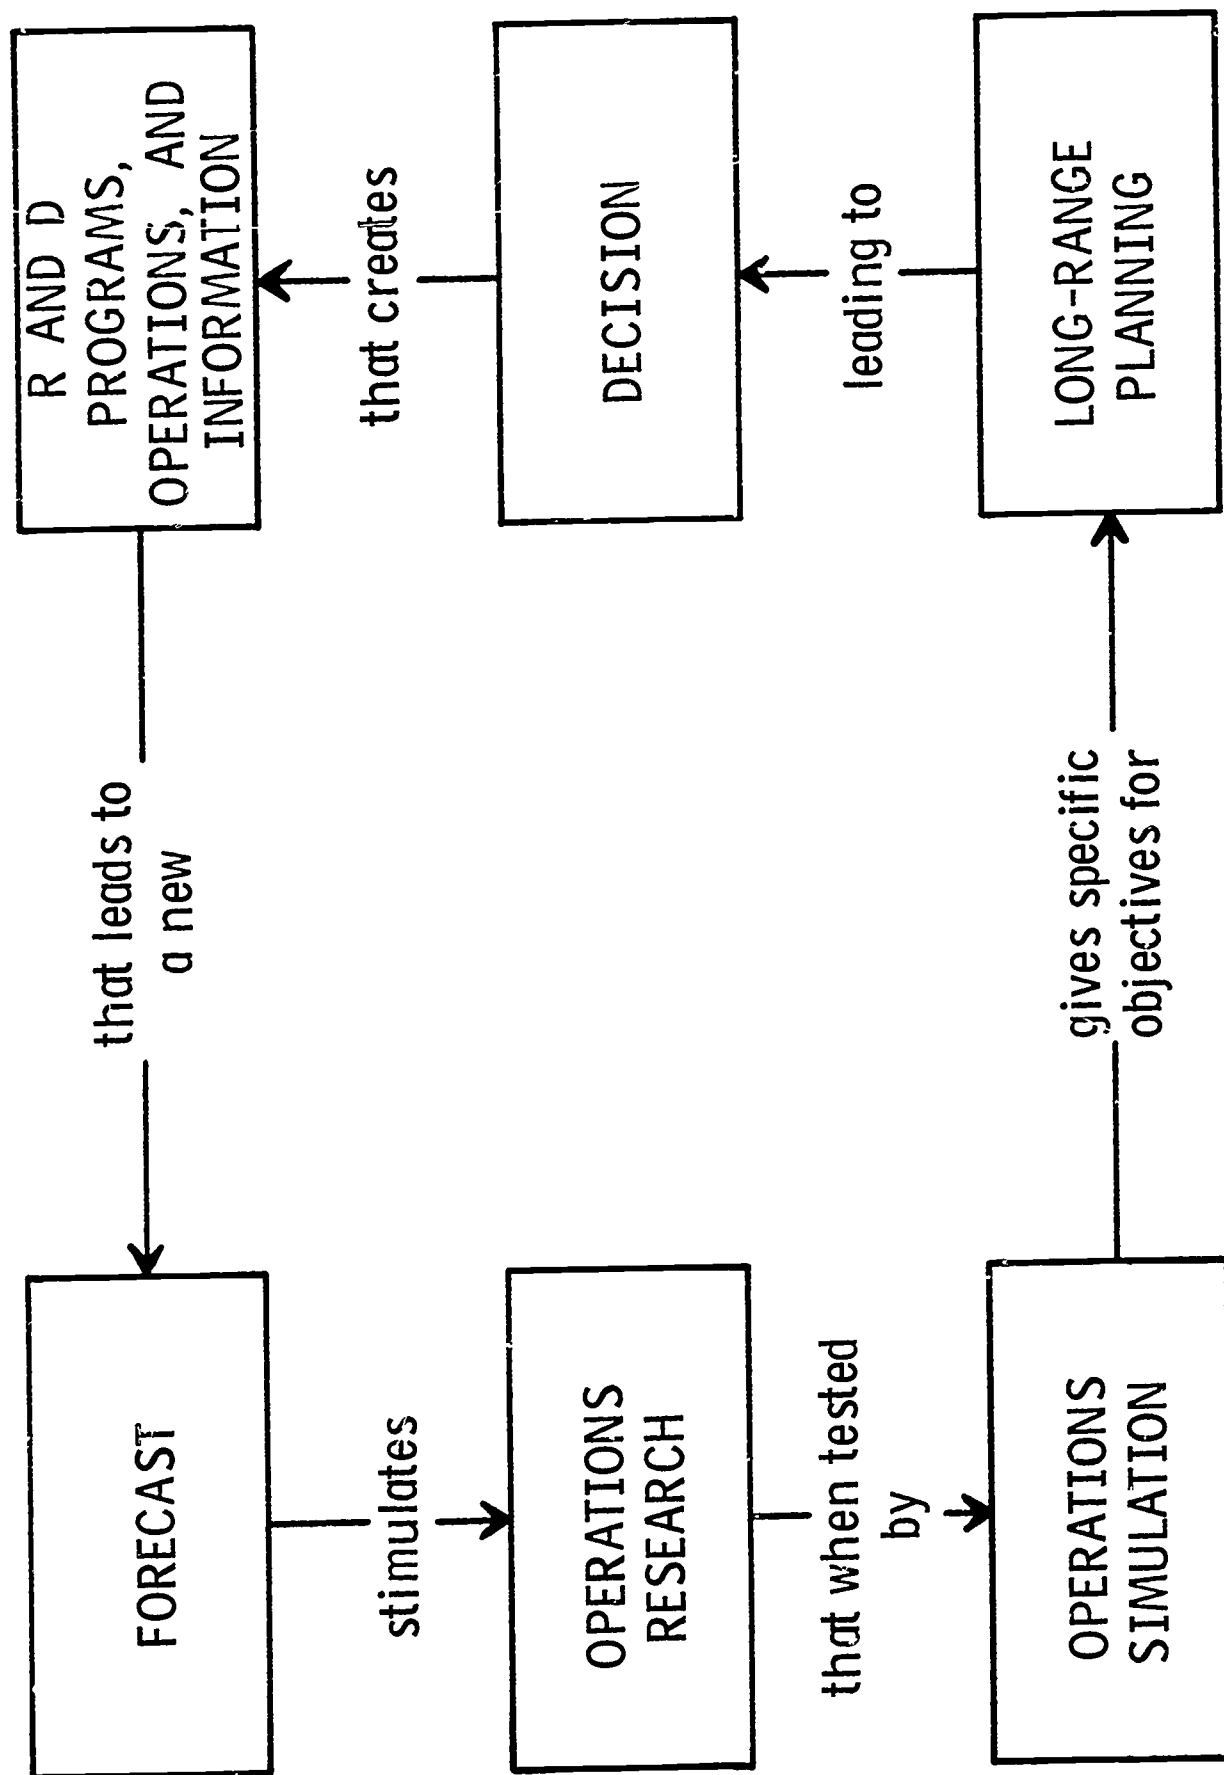 FORECAST
stimulates
OPERATIONS
RESEARCH
that when tested
by
OPERATIONS
SIMULATION
gives specific
objectives for
LONG-RANGE
PLANNING
leading to
DECISION
that creates
R AND D
PROGRAMS,
OPERATIONS, AND
INFORMATION
that leads to
a new